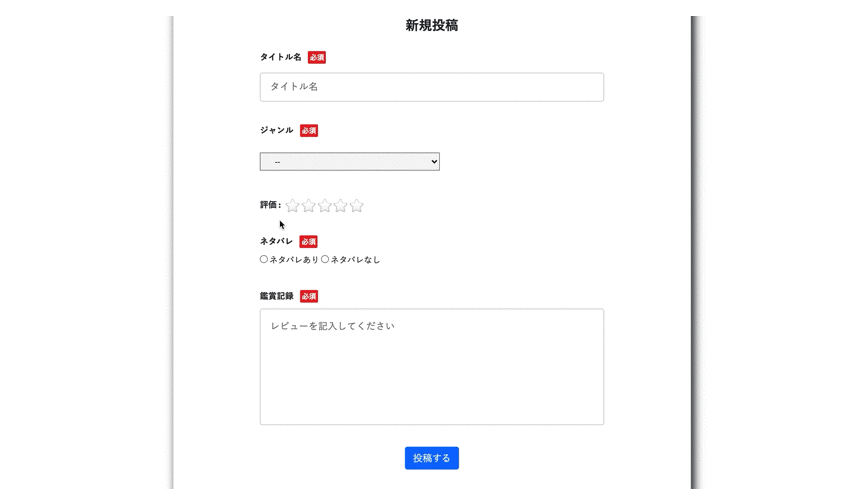 新規投稿
タイトル名 必須
タイトル名
ジャンル 必須
--
評価 :
ネタバレ 必須
ネタバレあり ネタバレなし
鑑賞記録 必須
レビューを記入してください
投稿する